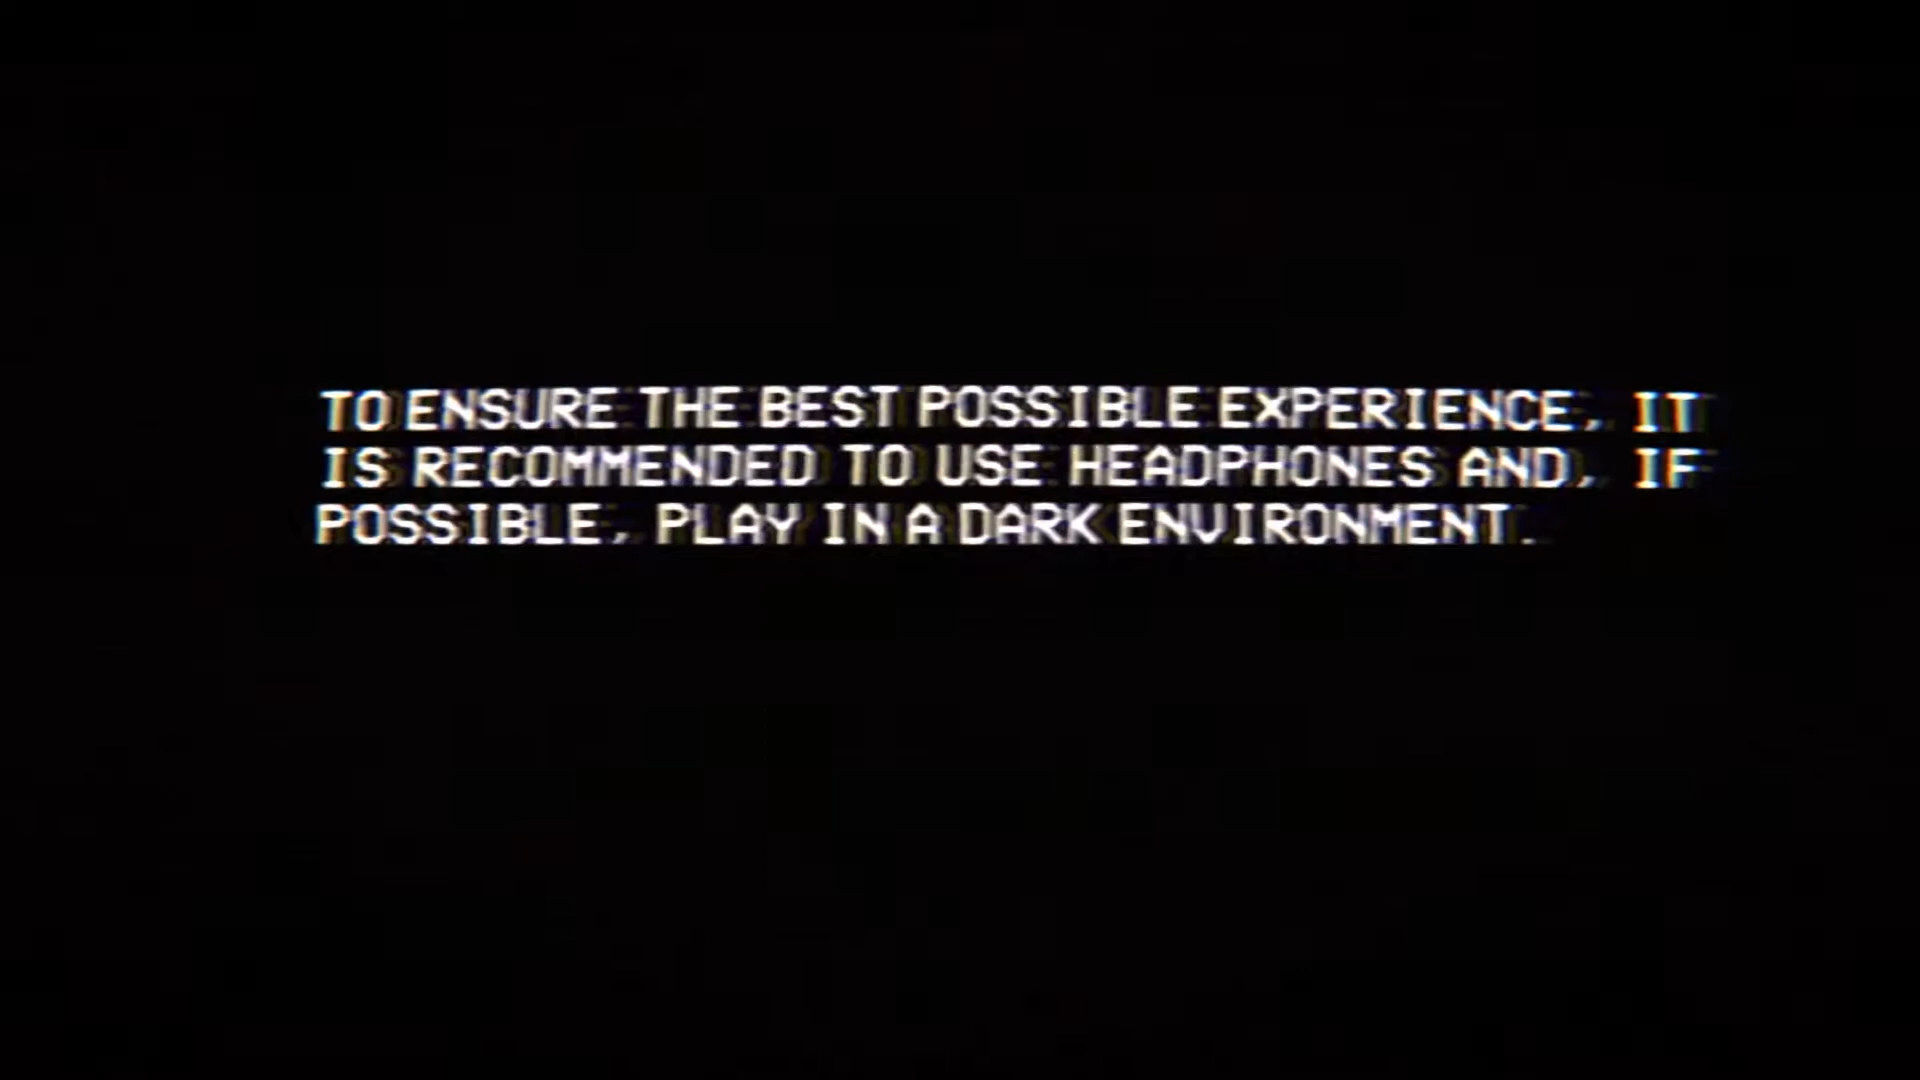 TO ENSURE THE BEST POSSIBLE EXPERIENCE, IT
IS RECOMMENDED TO USE HEADPHONES AND, IF
POSSIBLE, PLAY IN A DARK ENVIRONMENT.